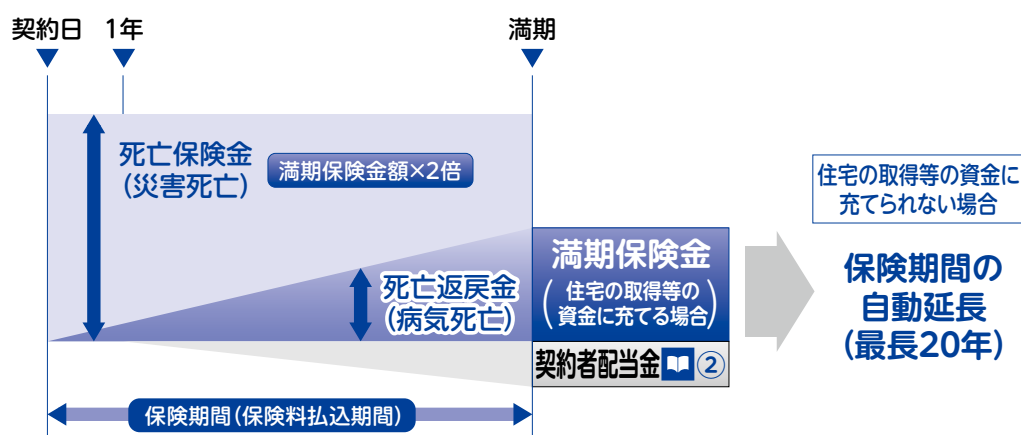 契約日 1年 満期
死亡保険金
(災害死亡)
満期保険金額×2倍
死亡返戻金
(病気死亡)
満期保険金
(住宅の取得等の
資金に充てる場合)
契約者配当金 ②
保険期間(保険料払込期間)
住宅の取得等の資金に
充てられない場合
保険期間の
自動延長
(最長20年)